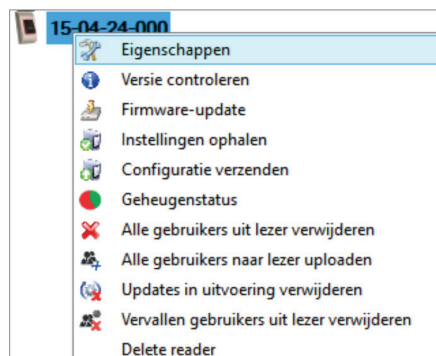 15-04-24-000
Eigenschappen
Versie controleren
Firmware-update
Instellingen ophalen
Configuratie verzenden
Geheugenstatus
Alle gebruikers uit lezer verwijderen
Alle gebruikers naar lezer uploaden
Updates in uitvoering verwijderen
Vervallen gebruikers uit lezer verwijderen
Delete reader